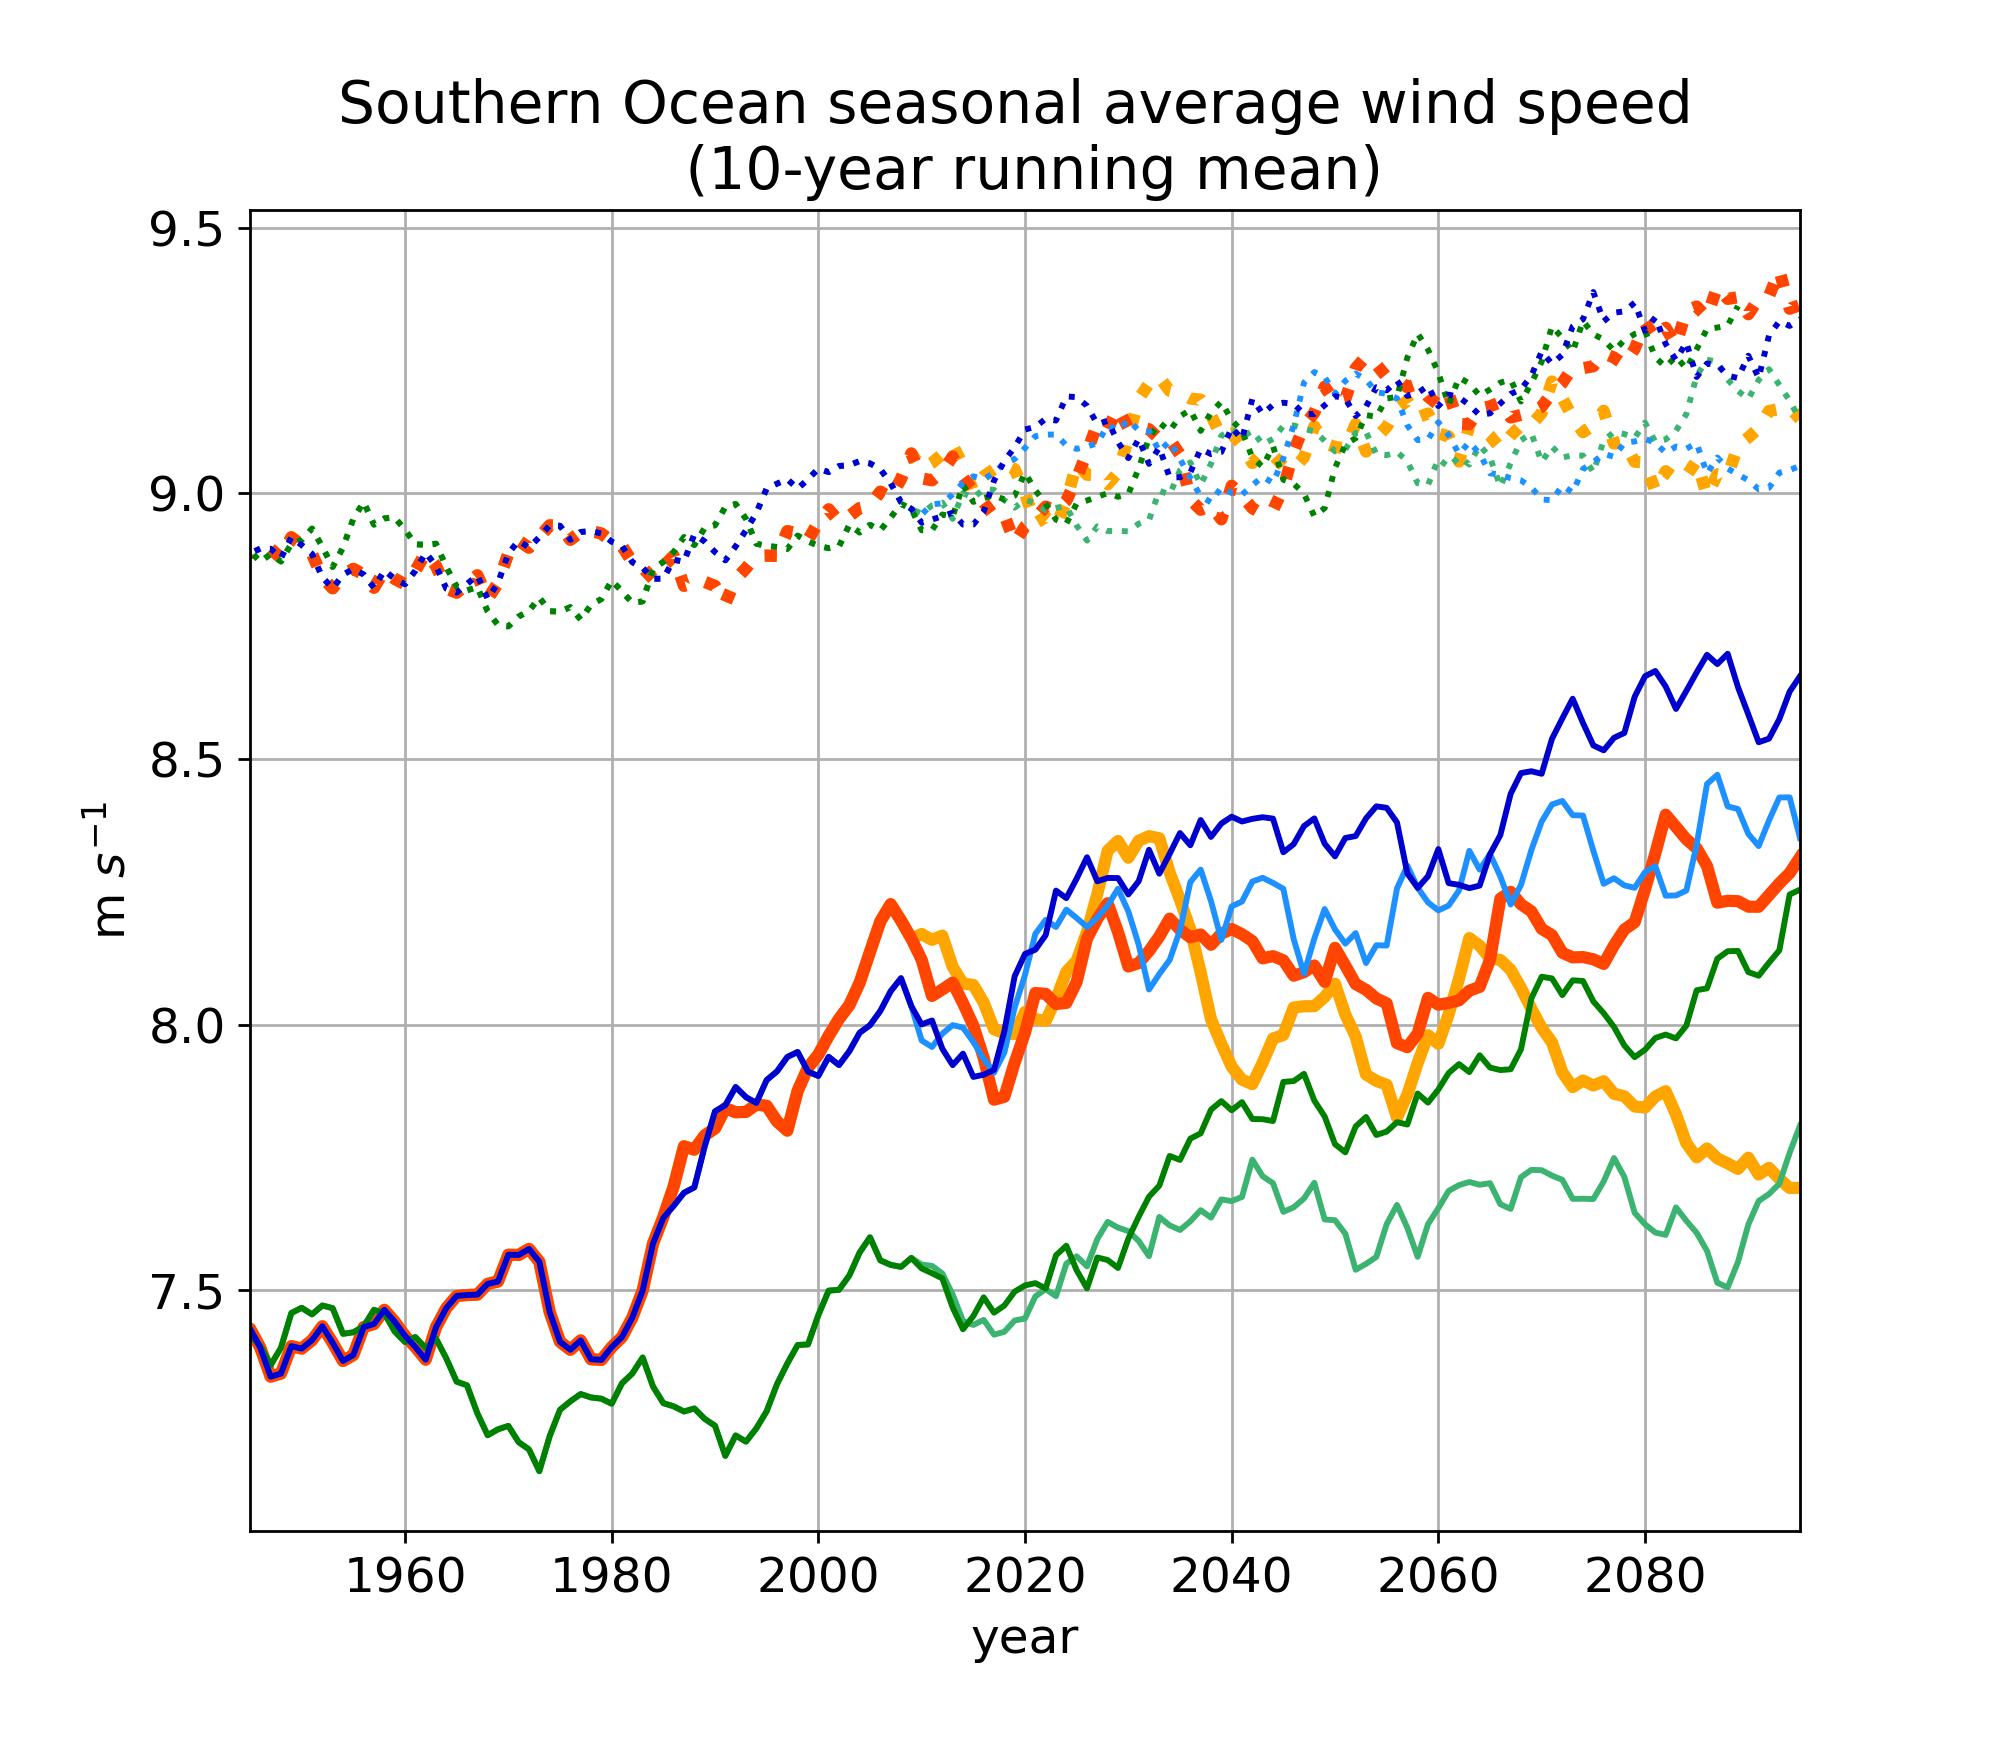 Southern Ocean seasonal average wind speed
(10-year running mean)
9.5
9.0
8.5
8.0
7.5
m s⁻¹
1960 1980 2000 2020 2040 2060 2080
year